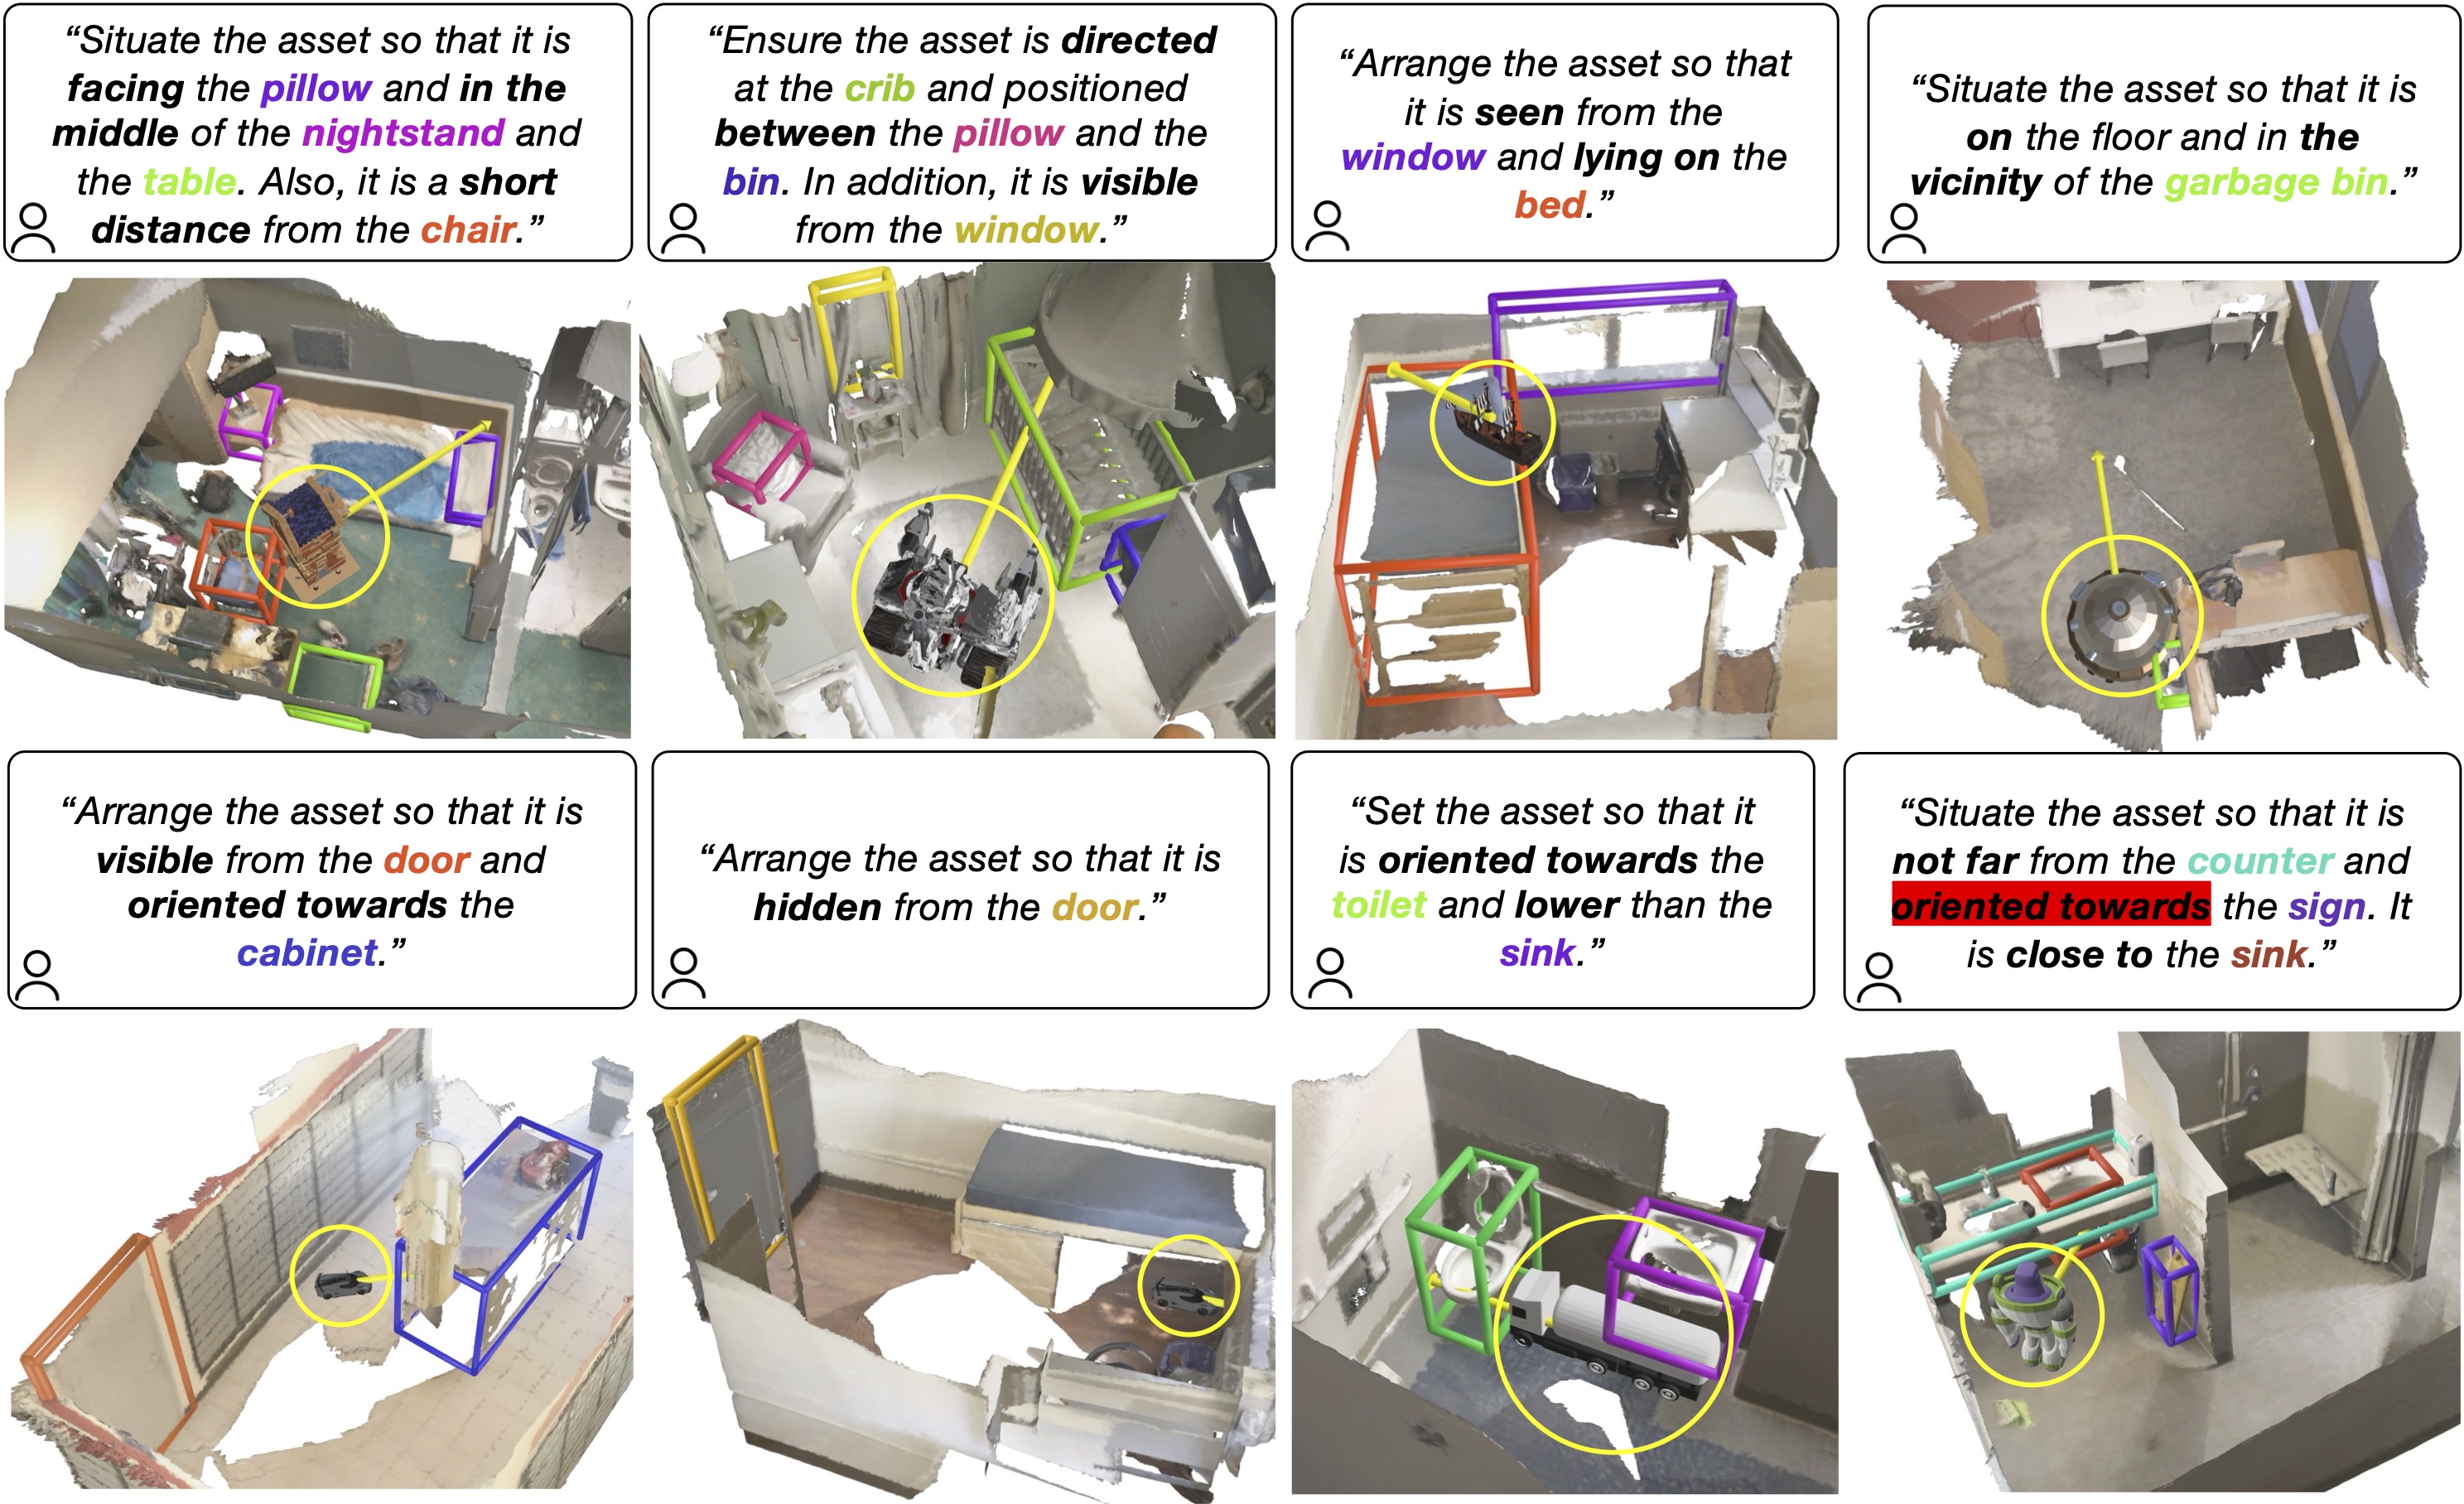 “Situate the asset so that it is
facing the pillow and in the
middle of the nightstand and
the table. Also, it is a short
distance from the chair.”
“Ensure the asset is directed
at the crib and positioned
between the pillow and the
bin. In addition, it is visible
from the window.”
“Arrange the asset so that
it is seen from the
window and lying on the
bed.”
“Situate the asset so that it is
on the floor and in the
vicinity of the garbage bin.”
“Arrange the asset so that it is
visible from the door and
oriented towards the
cabinet.”
“Arrange the asset so that it is
hidden from the door.”
“Set the asset so that it
is oriented towards the
toilet and lower than the
sink.”
“Situate the asset so that it is
not far from the counter and
oriented towards the sign. It
is close to the sink.”